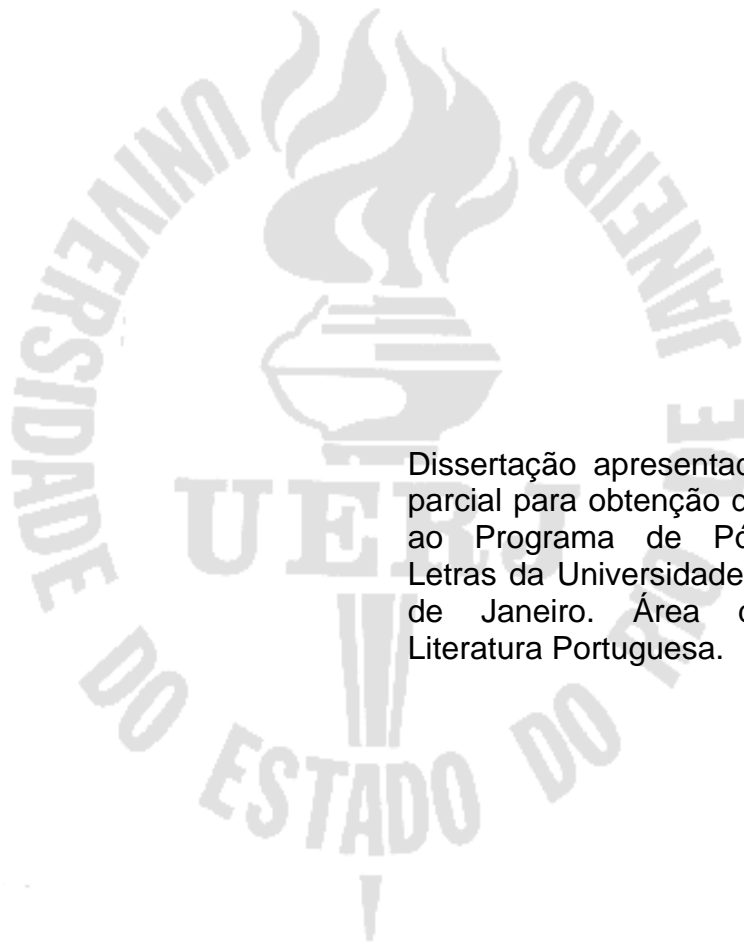 UNIVERSIDADE DO ESTADO DO RIO DE JANEIRO
UERJ
Dissertação apresentad
parcial para obtenção
ao Programa de Pó
Letras da Universidade
de Janeiro. Área
Literatura Portuguesa.